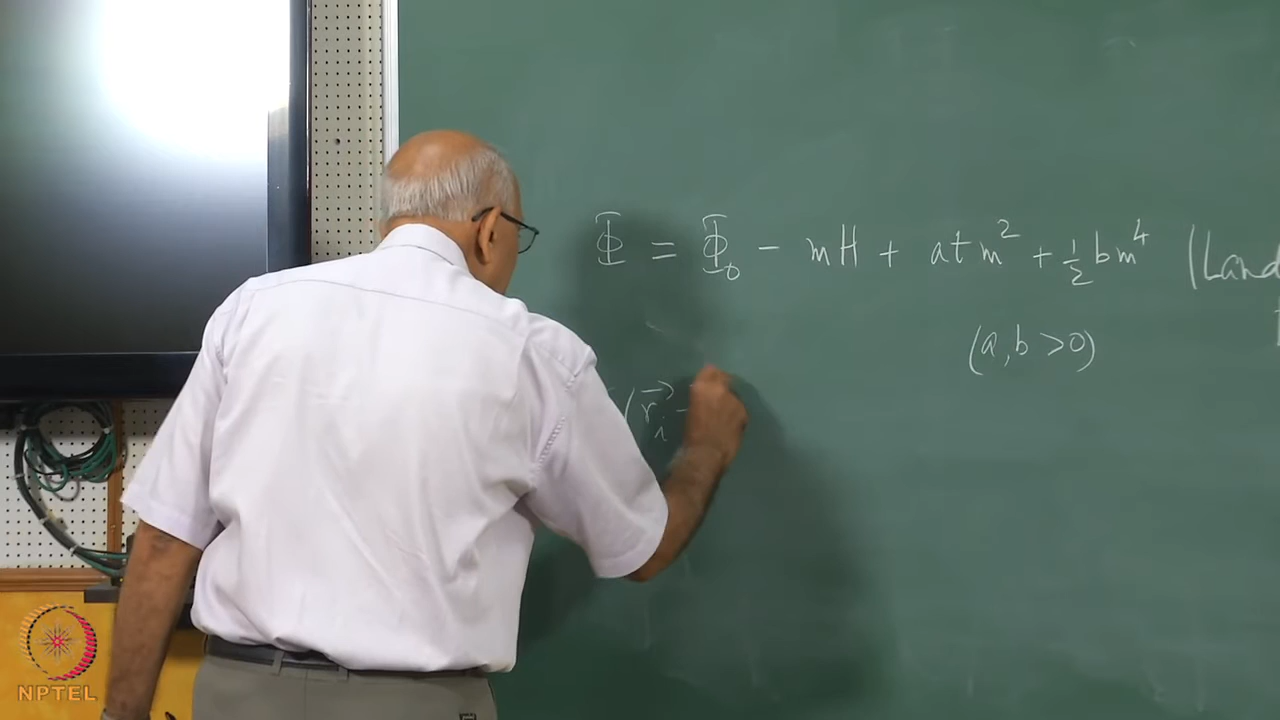 Φ = Φ₀ − mH + atm² + ½bm⁴ (Land
(a, b > 0)
(r⃗ᵢ −
NPTEL